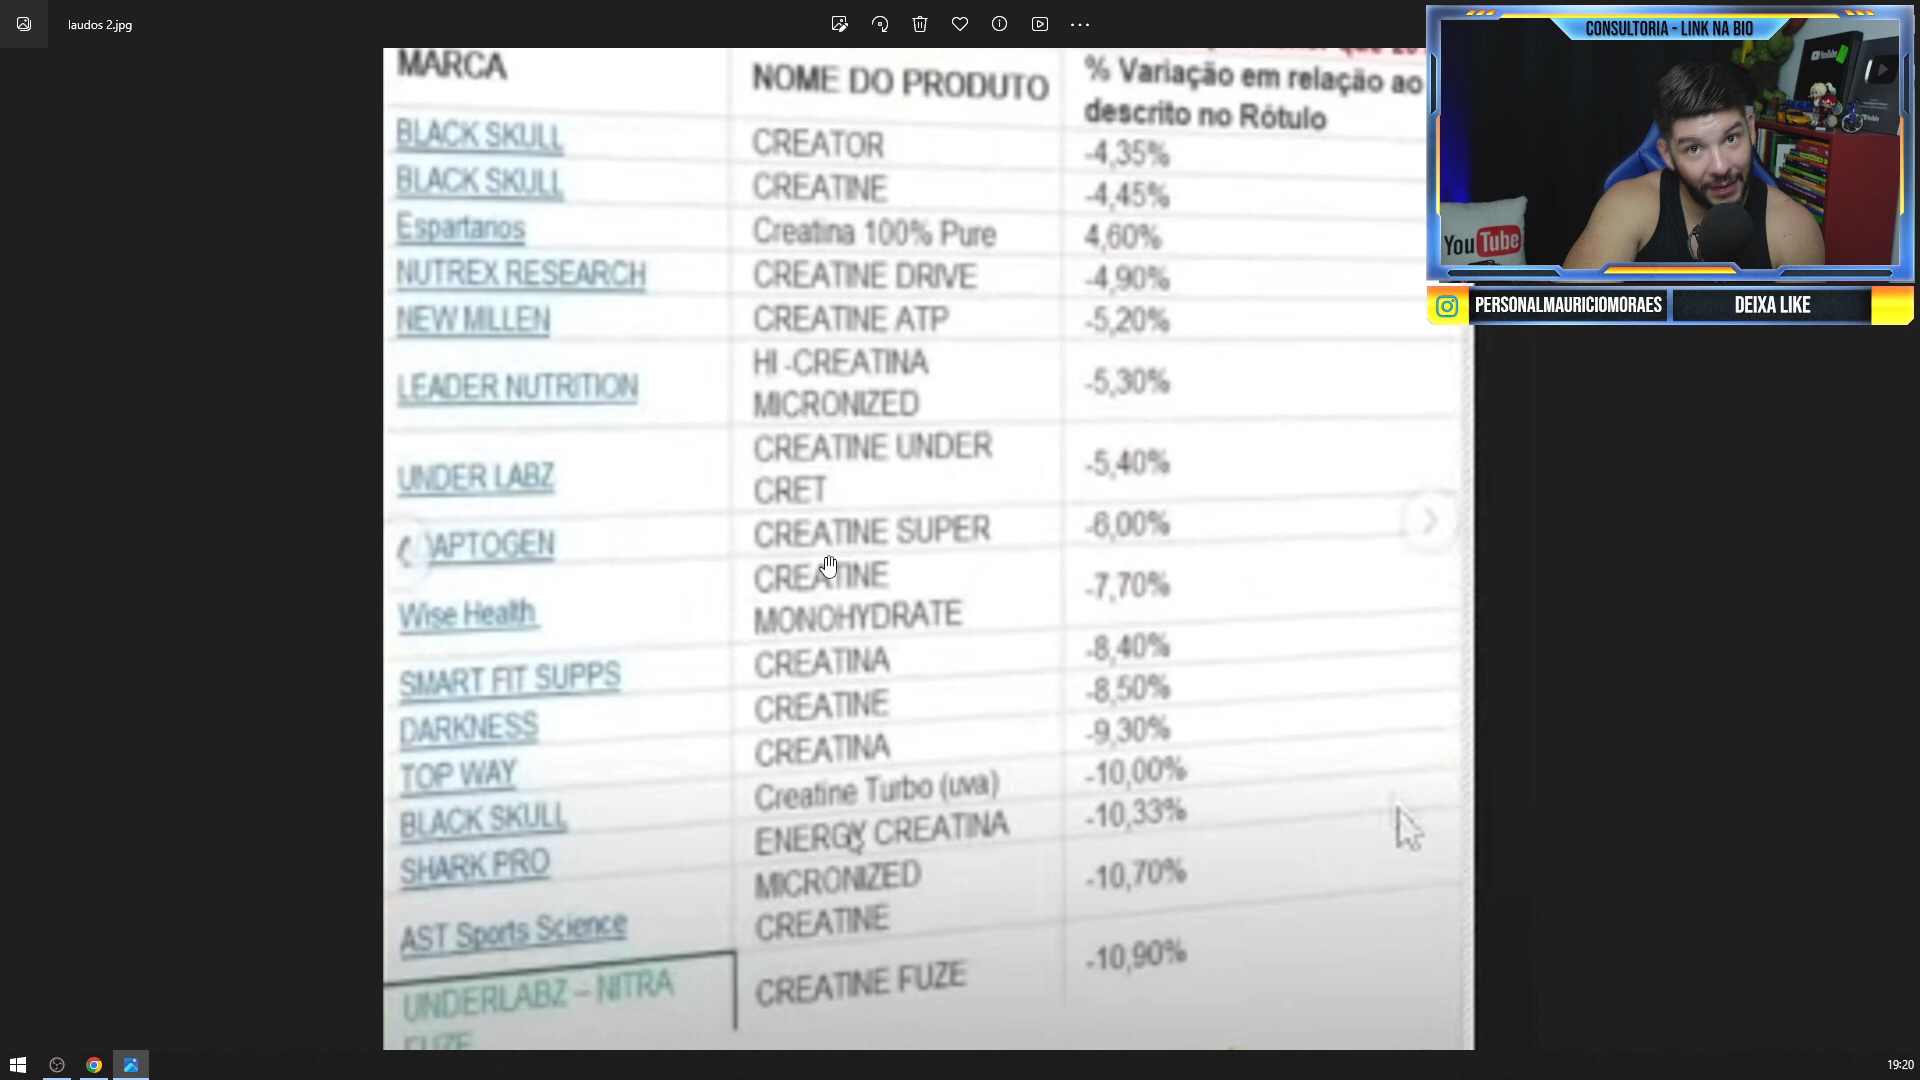 laudos 2.jpg
CONSULTORIA - LINK NA BIO
YouTube
PERSONALMAURICIOMORAES DEIXA LIKE
MARCA NOME DO PRODUTO % Variação em relação ao
descrito no Rótulo
BLACK SKULL CREATOR -4,35%
BLACK SKULL CREATINE -4,45%
Espartanos Creatina 100% Pure 4,60%
NUTREX RESEARCH CREATINE DRIVE -4,90%
NEW MILLEN CREATINE ATP -5,20%
LEADER NUTRITION HI -CREATINA
MICRONIZED -5,30%
UNDER LABZ CREATINE UNDER
CRET -5,40%
APTOGEN CREATINE SUPER -6,00%
Wise Health CREATINE
MONOHYDRATE -7,70%
SMART FIT SUPPS CREATINA -8,40%
DARKNESS CREATINE -8,50%
TOP WAY CREATINA -9,30%
BLACK SKULL Creatine Turbo (uva) -10,00%
SHARK PRO ENERGY CREATINA -10,33%
AST Sports Science MICRONIZED
CREATINE -10,70%
UNDERLABZ – NITRA
FUZE CREATINE FUZE -10,90%
19:20